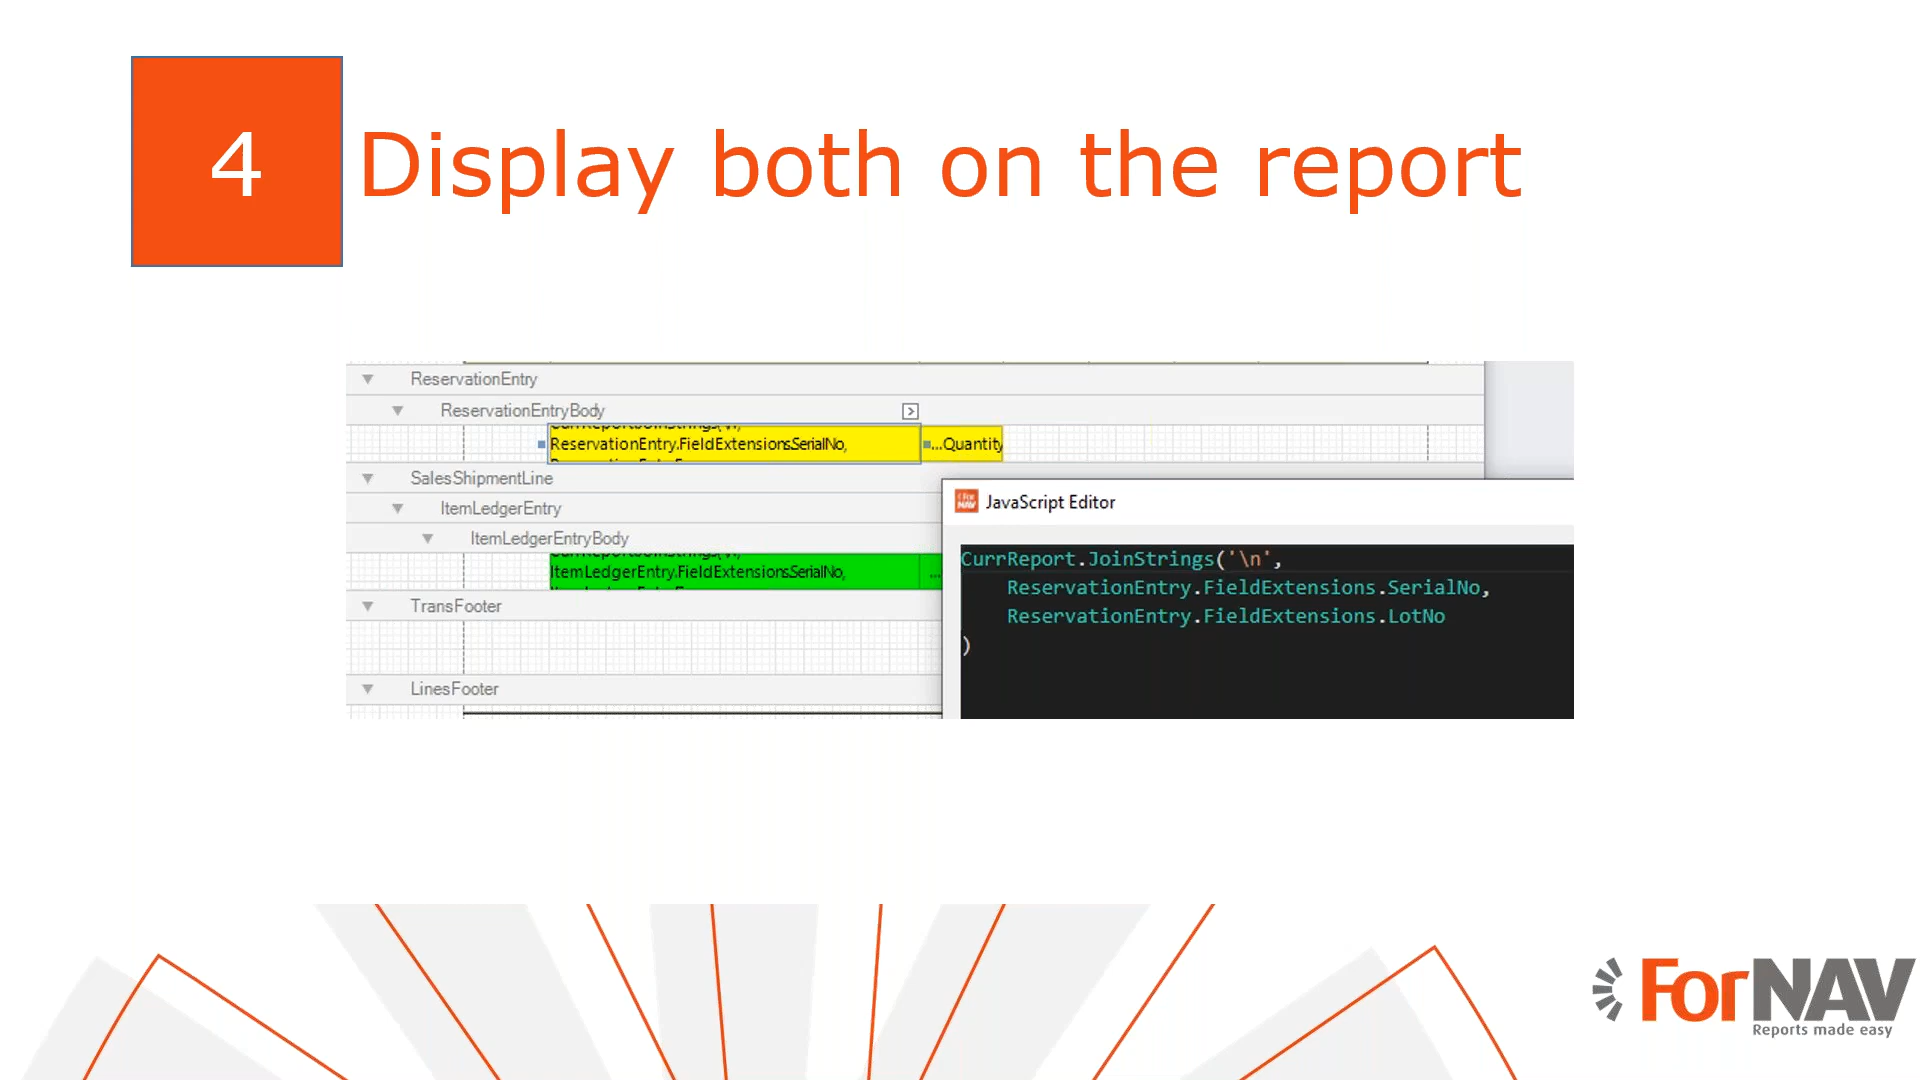 4
Display both on the report
ReservationEntry
ReservationEntryBody
ReservationEntry.FieldExtensions.SerialNo,
...Quantity
SalesShipmentLine
ItemLedgerEntry
ItemLedgerEntryBody
ItemLedgerEntry.FieldExtensions.SerialNo,
...
TransFooter
LinesFooter
ForNAV
JavaScript Editor
CurrReport.JoinStrings('\n',
ReservationEntry.FieldExtensions.SerialNo,
ReservationEntry.FieldExtensions.LotNo
)
ForNAV
Reports made easy